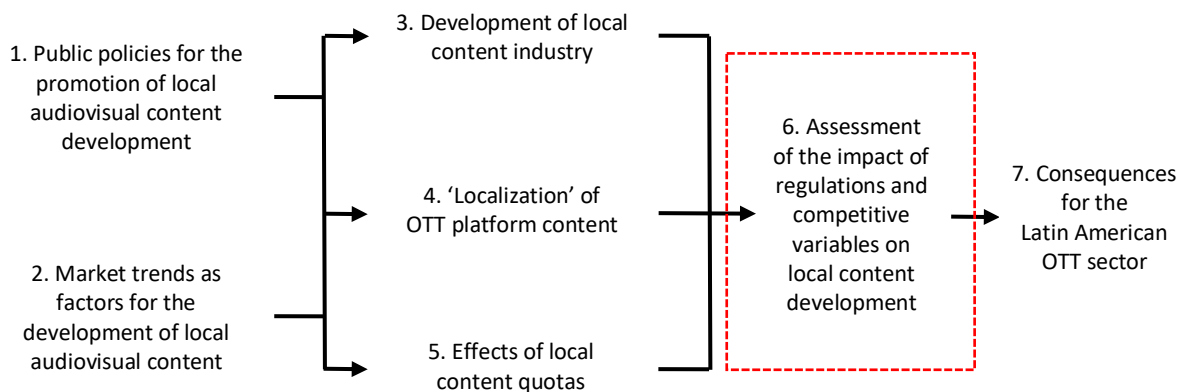 1. Public policies for the
promotion of local
audiovisual content
development
2. Market trends as
factors for the
development of local
audiovisual content
3. Development of local
content industry
4. ‘Localization’ of
OTT platform content
5. Effects of local
content quotas
6. Assessment
of the impact of
regulations and
competitive
variables on
local content
development
7. Consequences
for the
Latin American
OTT sector